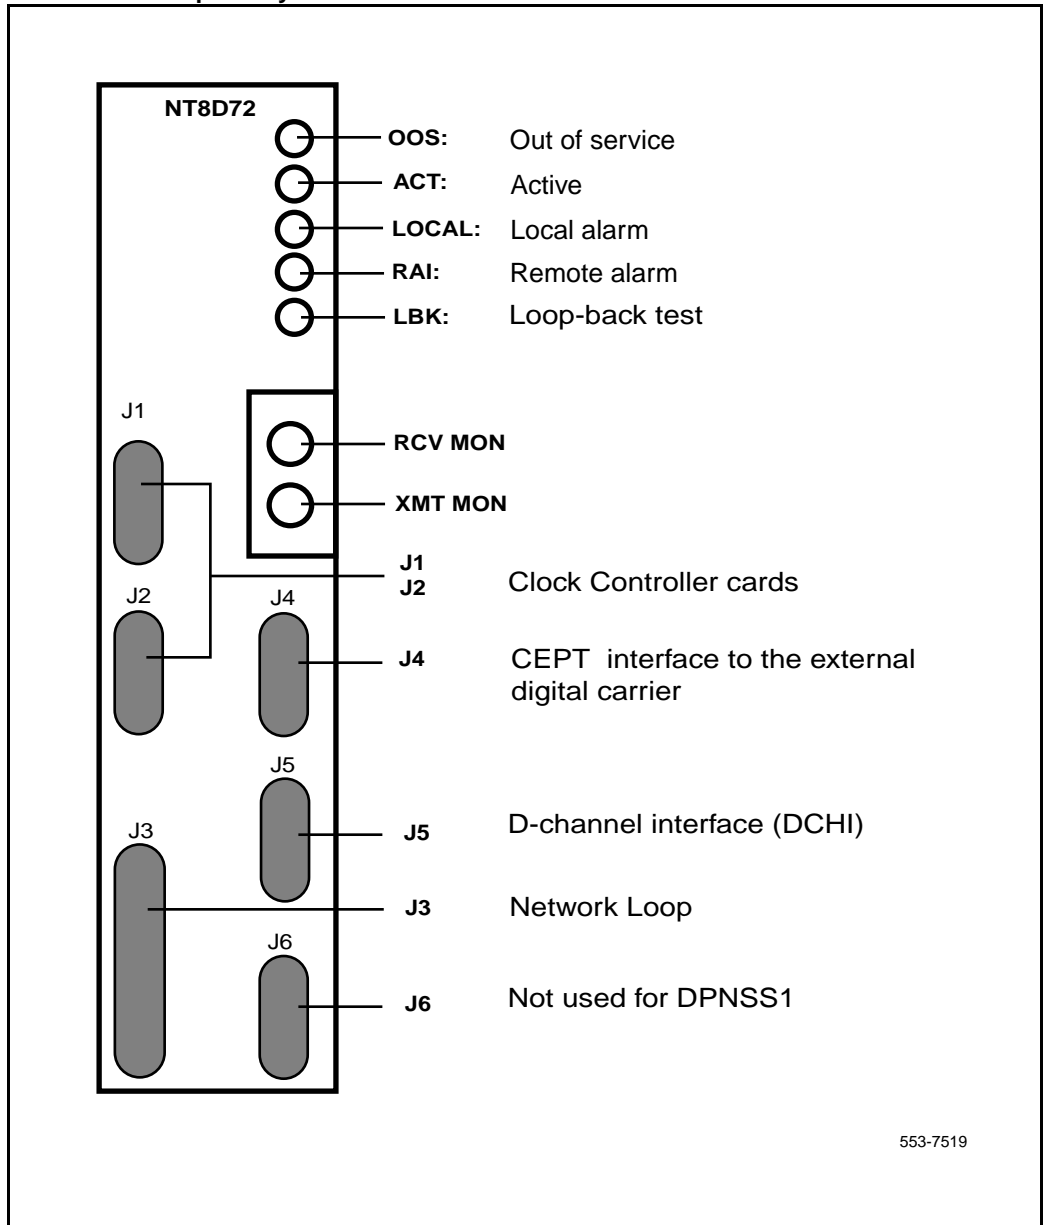 NT8D72
OOS: Out of service
ACT: Active
LOCAL: Local alarm
RAI: Remote alarm
LBK: Loop-back test
J1
RCV MON
XMT MON
J1
J2 Clock Controller cards
J2
J4
J4 CEPT interface to the external
digital carrier
J5
J5 D-channel interface (DCHI)
J3
J3 Network Loop
J6
J6 Not used for DPNSS1
553-7519